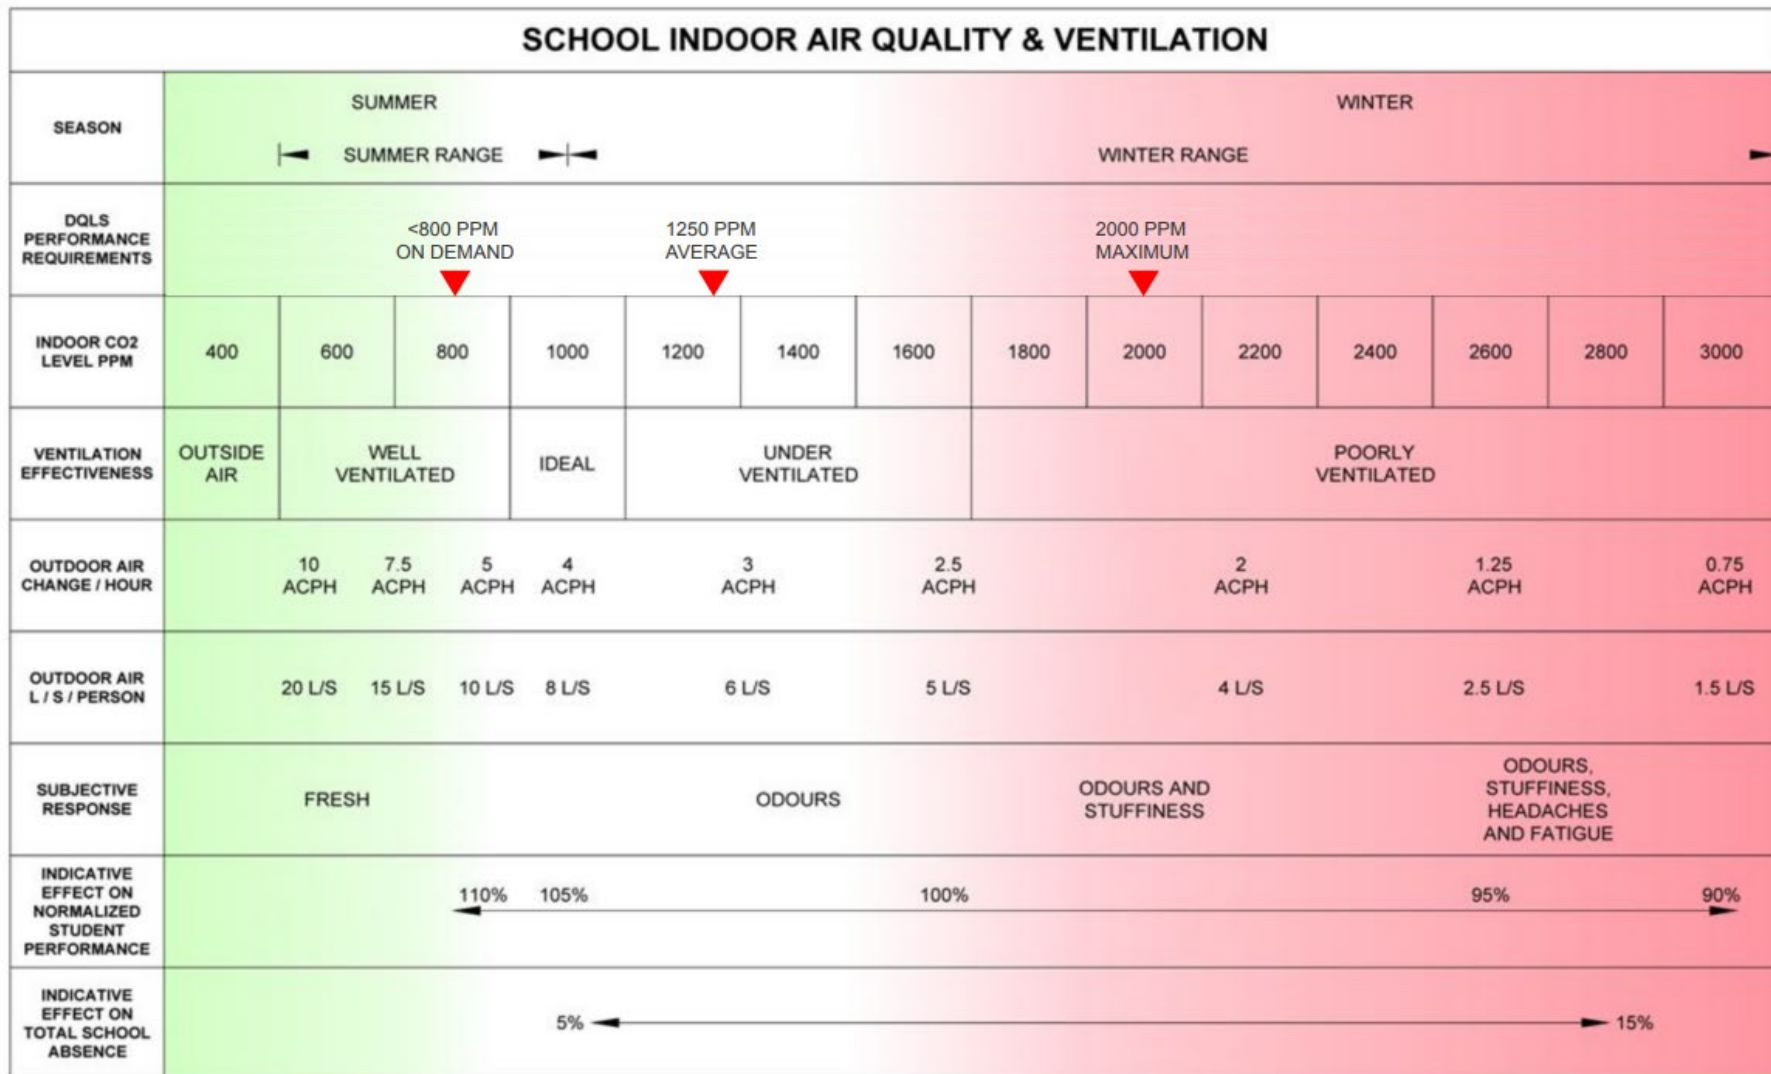 SCHOOL INDOOR AIR QUALITY & VENTILATION
SEASON
SUMMER
WINTER
SUMMER RANGE
WINTER RANGE
DQLS
PERFORMANCE
REQUIREMENTS
<800 PPM
ON DEMAND
1250 PPM
AVERAGE
2000 PPM
MAXIMUM
INDOOR CO2
LEVEL PPM
400 600 800 1000 1200 1400 1600 1800 2000 2200 2400 2600 2800 3000
VENTILATION
EFFECTIVENESS
OUTSIDE
AIR
WELL
VENTILATED
IDEAL
UNDER
VENTILATED
POORLY
VENTILATED
OUTDOOR AIR
CHANGE / HOUR
10
ACPH
7.5
ACPH
5
ACPH
4
ACPH
3
ACPH
2.5
ACPH
2
ACPH
1.25
ACPH
0.75
ACPH
OUTDOOR AIR
L / S / PERSON
20 L/S 15 L/S 10 L/S 8 L/S 6 L/S 5 L/S 4 L/S 2.5 L/S 1.5 L/S
SUBJECTIVE
RESPONSE
FRESH
ODOURS
ODOURS AND
STUFFINESS
ODOURS,
STUFFINESS,
HEADACHES
AND FATIGUE
INDICATIVE
EFFECT ON
NORMALIZED
STUDENT
PERFORMANCE
110% 105% 100% 95% 90%
INDICATIVE
EFFECT ON
TOTAL SCHOOL
ABSENCE
5% 15%